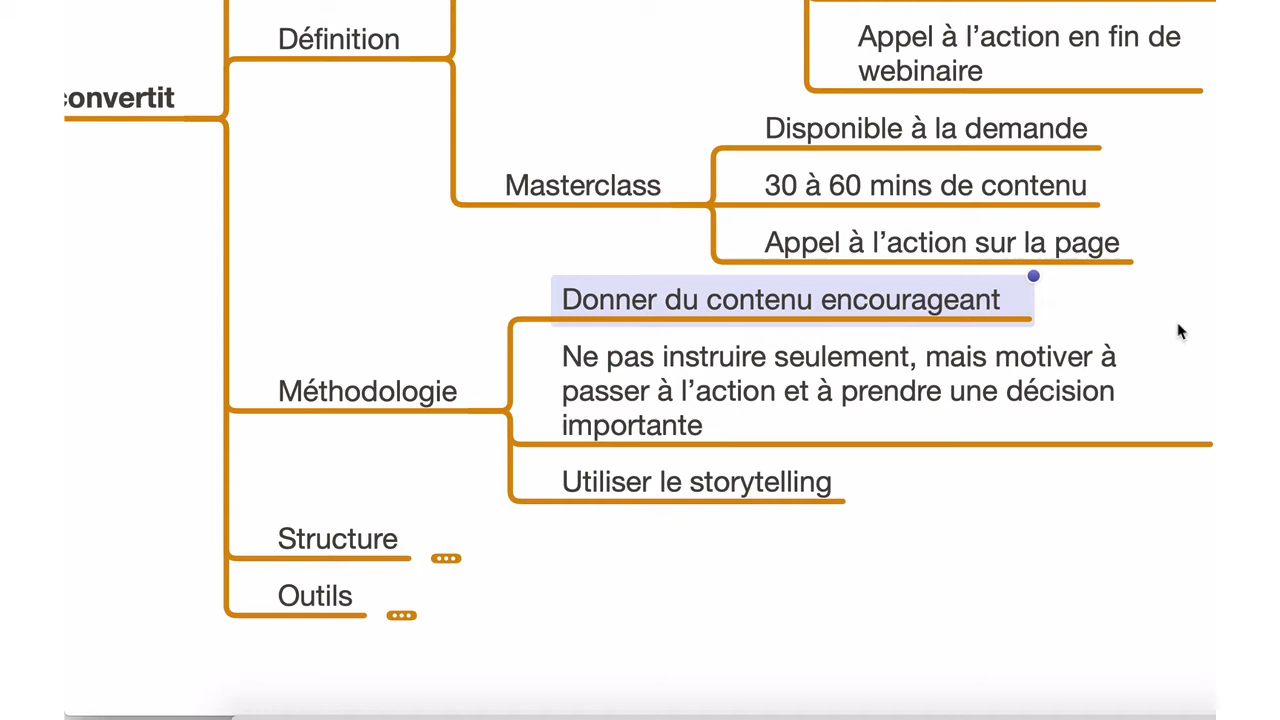 Définition
Appel à l’action en fin de
webinaire
convertit
Disponible à la demande
Masterclass
30 à 60 mins de contenu
Appel à l’action sur la page
Donner du contenu encourageant
Ne pas instruire seulement, mais motiver à
passer à l’action et à prendre une décision
importante
Méthodologie
Utiliser le storytelling
Structure
Outils